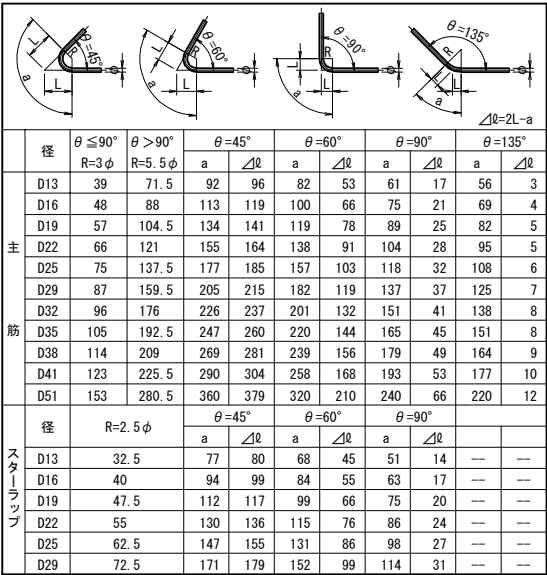 θ=45° θ=60° θ=90° θ=135°
L R φ a L
L R φ a L
L R φ L
R φ L a
⊿ℓ=2L-a
径 θ≦90° θ>90° θ=45° θ=60° θ=90° θ=135°
R=3φ R=5.5φ a ⊿ℓ a ⊿ℓ a ⊿ℓ a ⊿ℓ
主筋
D13 39 71.5 92 96 82 53 61 17 56 3
D16 48 88 113 119 100 66 75 21 69 4
D19 57 104.5 134 141 119 78 89 25 82 5
D22 66 121 155 164 138 91 104 28 95 5
D25 75 137.5 177 185 157 103 118 32 108 6
D29 87 159.5 205 215 182 119 137 37 125 7
D32 96 176 226 237 201 132 151 41 138 8
D35 105 192.5 247 260 220 144 165 45 151 8
D38 114 209 269 281 239 156 179 49 164 9
D41 123 225.5 290 304 258 168 193 53 177 10
D51 153 280.5 360 379 320 210 240 66 220 12
径 R=2.5φ θ=45° θ=60° θ=90°
a ⊿ℓ a ⊿ℓ a ⊿ℓ
スターラップ
D13 32.5 77 80 68 45 51 14 -- --
D16 40 94 99 84 55 63 17 -- --
D19 47.5 112 117 99 66 75 20 -- --
D22 55 130 136 115 76 86 24 -- --
D25 62.5 147 155 131 86 98 27 -- --
D29 72.5 171 179 152 99 114 31 -- --